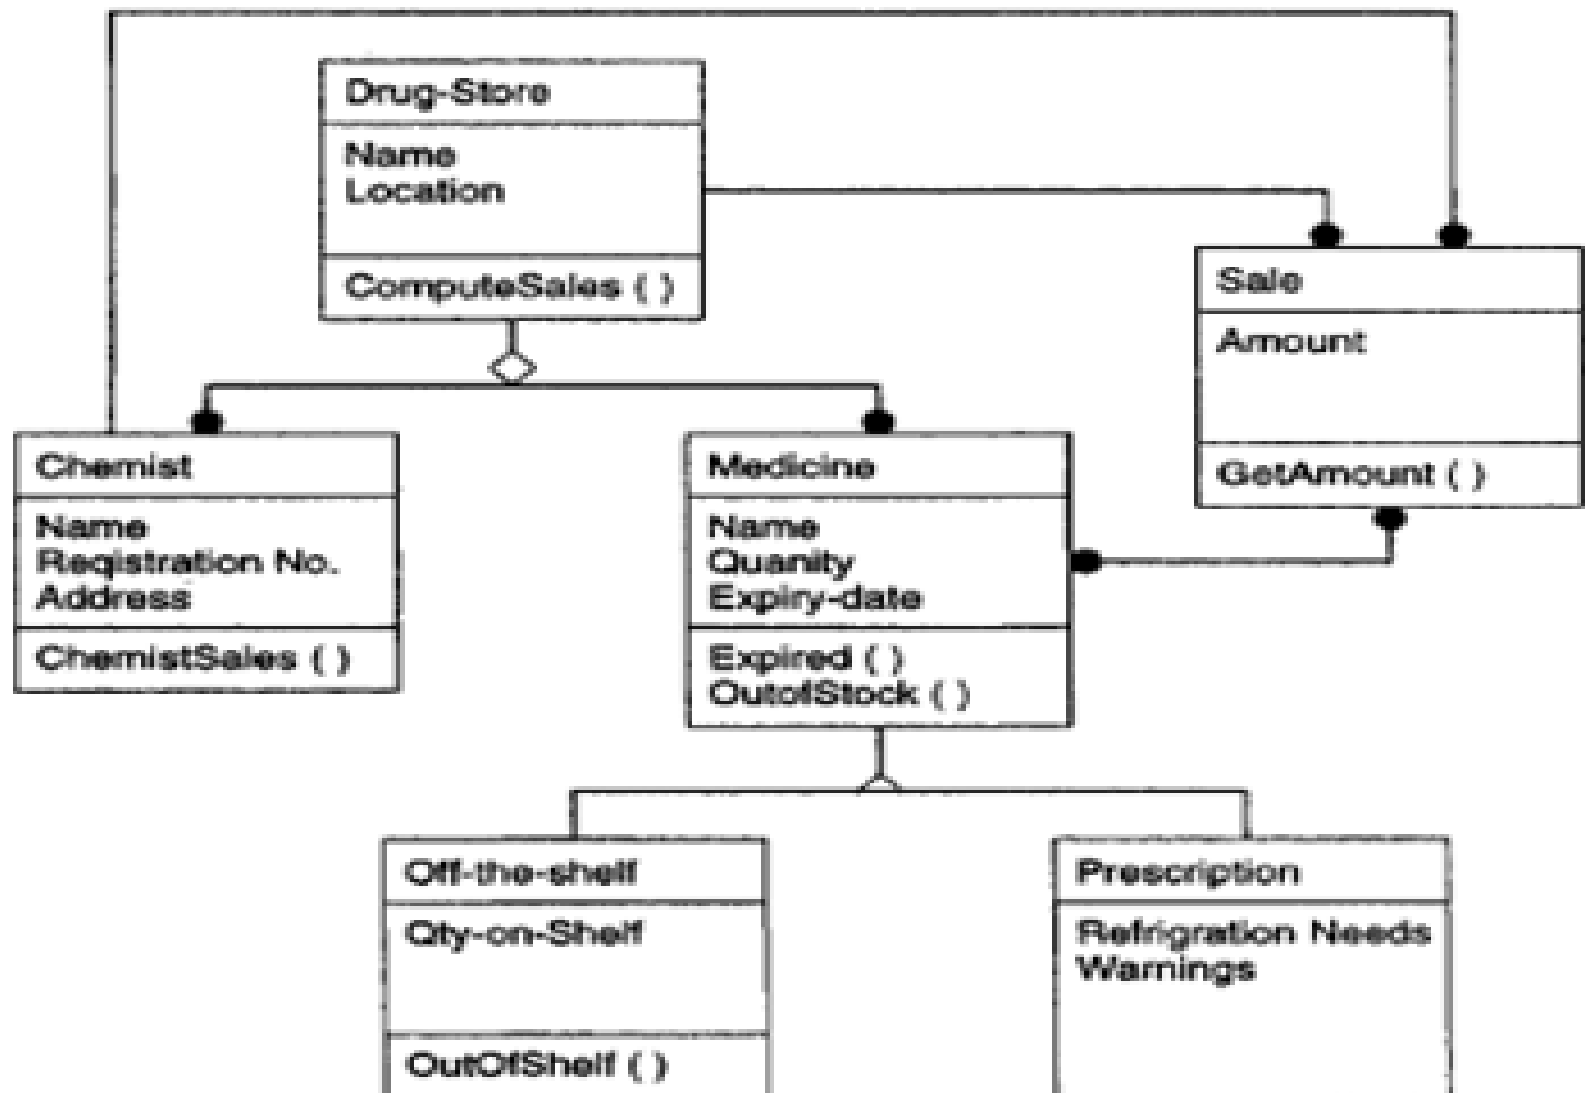 Drug-Store
Name
Location
ComputeSales ( )
Sale
Amount
GetAmount ( )
Chemist
Name
Registration No.
Address
ChemistSales ( )
Medicine
Name
Quanity
Expiry-date
Expired ( )
OutofStock ( )
Off-the-shelf
Qty-on-Shelf
OutOfShelf ( )
Prescription
Refrigration Needs
Warnings